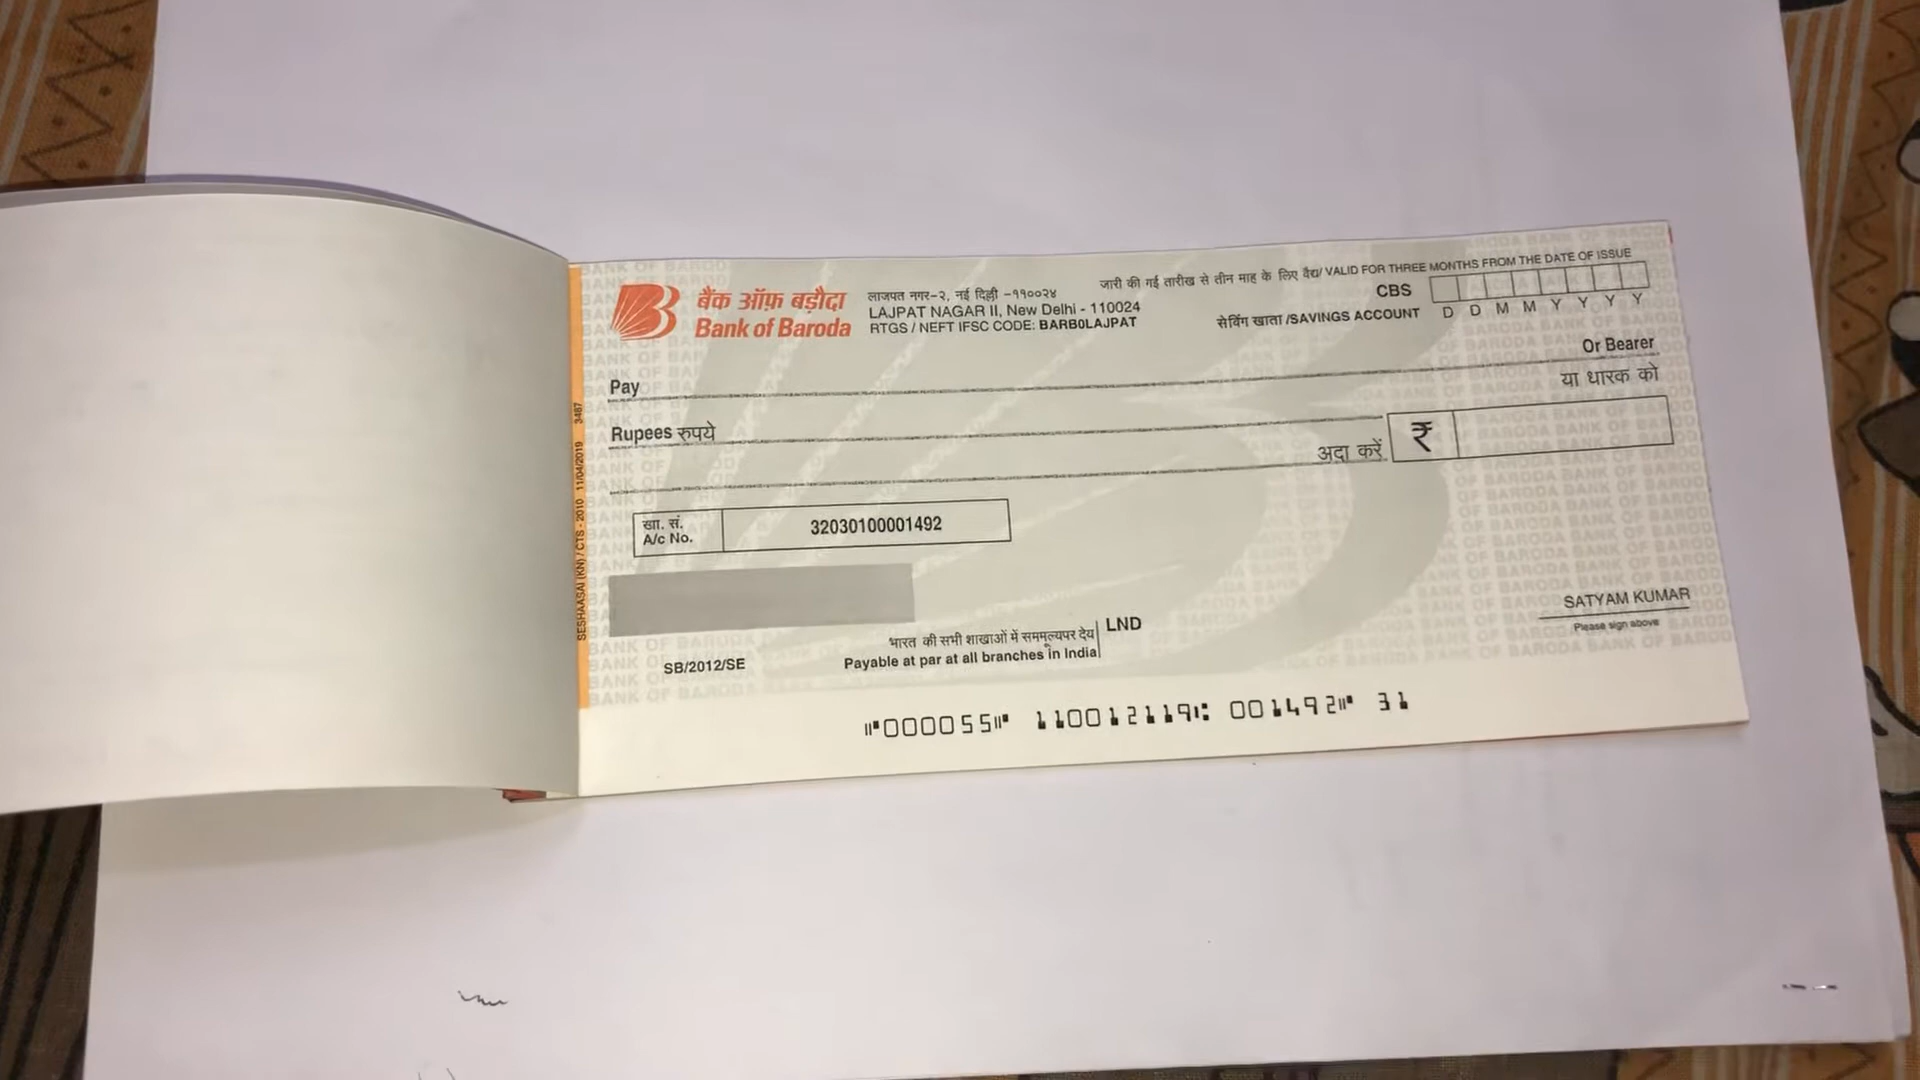 बैंक ऑफ़ बड़ौदा
Bank of Baroda
लाजपत नगर-२, नई दिल्ली -११००२४
LAJPAT NAGAR II, New Delhi - 110024
RTGS / NEFT IFSC CODE: BARB0LAJPAT
जारी की गई तारीख से तीन माह के लिए वैद्य/ VALID FOR THREE MONTHS FROM THE DATE OF ISSUE
CBS
सेविंग खाता /SAVINGS ACCOUNT
D D M M Y Y Y Y
Pay
Or Bearer
या धारक को
Rupees रुपये
अदा करें
₹
खा. सं.
A/c No.
32030100001492
SESHAASAI (KN) / CTS - 2010 11/04/2019 3487
SATYAM KUMAR
Please sign above
भारत की सभी शाखाओं में सममूल्यपर देय
Payable at par at all branches in India
LND
SB/2012/SE
⑈000055⑈ 110012119⑆ 001492⑈ 31